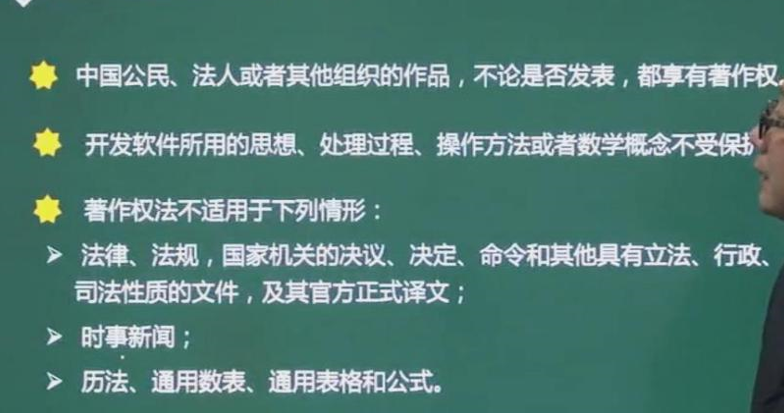 中国公民、法人或者其他组织的作品，不论是否发表，都享有著作权
开发软件所用的思想、处理过程、操作方法或者数学概念不受保护
著作权法不适用于下列情形：
法律、法规，国家机关的决议、决定、命令和其他具有立法、行政、
司法性质的文件，及其官方正式译文；
时事新闻；
历法、通用数表、通用表格和公式。